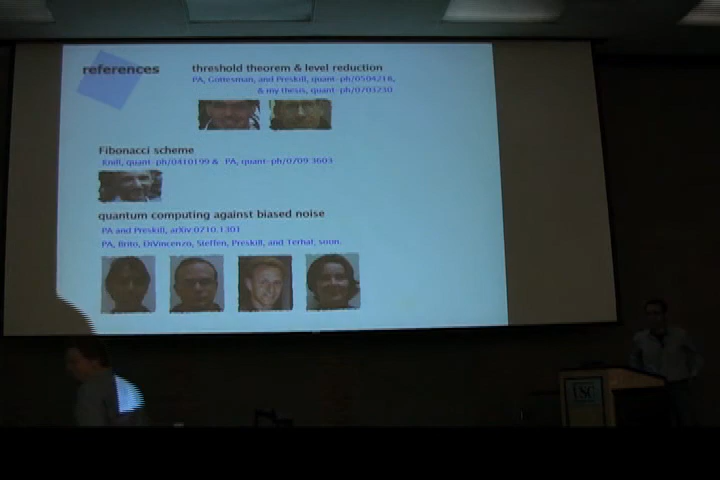 references
threshold theorem & level reduction
PA, Gottesman, and Preskill, quant-ph/0504218,
& my thesis, quant-ph/0703230
Fibonacci scheme
Knill, quant-ph/0410199 & PA, quant-ph/0709.3603
quantum computing against biased noise
PA and Preskill, arXiv:0710.1301
PA, Brito, DiVincenzo, Steffen, Preskill, and Terhal, soon.
USC